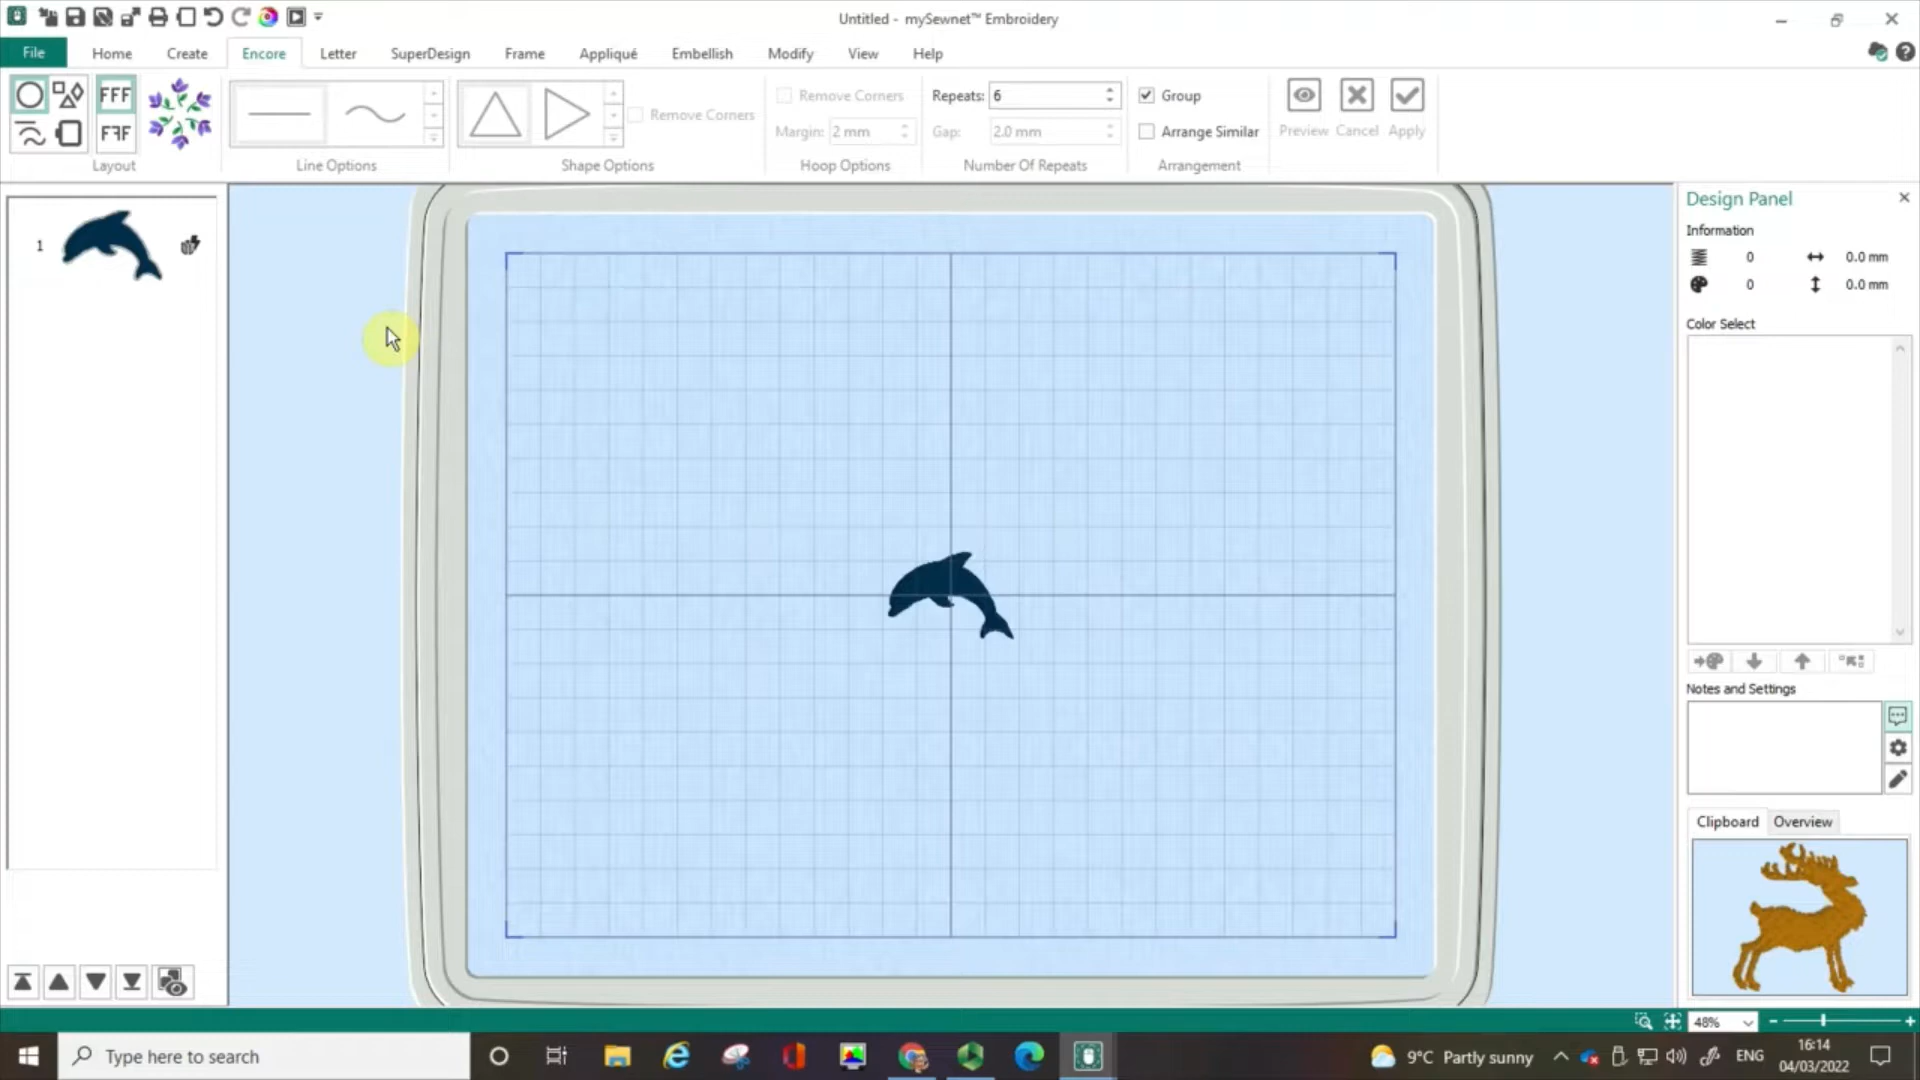 Untitled - mySewnet™ Embroidery
File
Home
Create
Encore
Letter
SuperDesign
Frame
Appliqué
Embellish
Modify
View
Help
FFF
Layout
Line Options
Remove Corners
Shape Options
Remove Corners
Margin: 2 mm
Hoop Options
Repeats: 6
Gap: 2.0 mm
Number Of Repeats
Group
Arrange Similar
Arrangement
Preview
Cancel
Apply
1
Design Panel
Information
0
0.0 mm
0
0.0 mm
Color Select
Notes and Settings
Clipboard
Overview
48%
Type here to search
9°C Partly sunny
ENG
16:14
04/03/2022